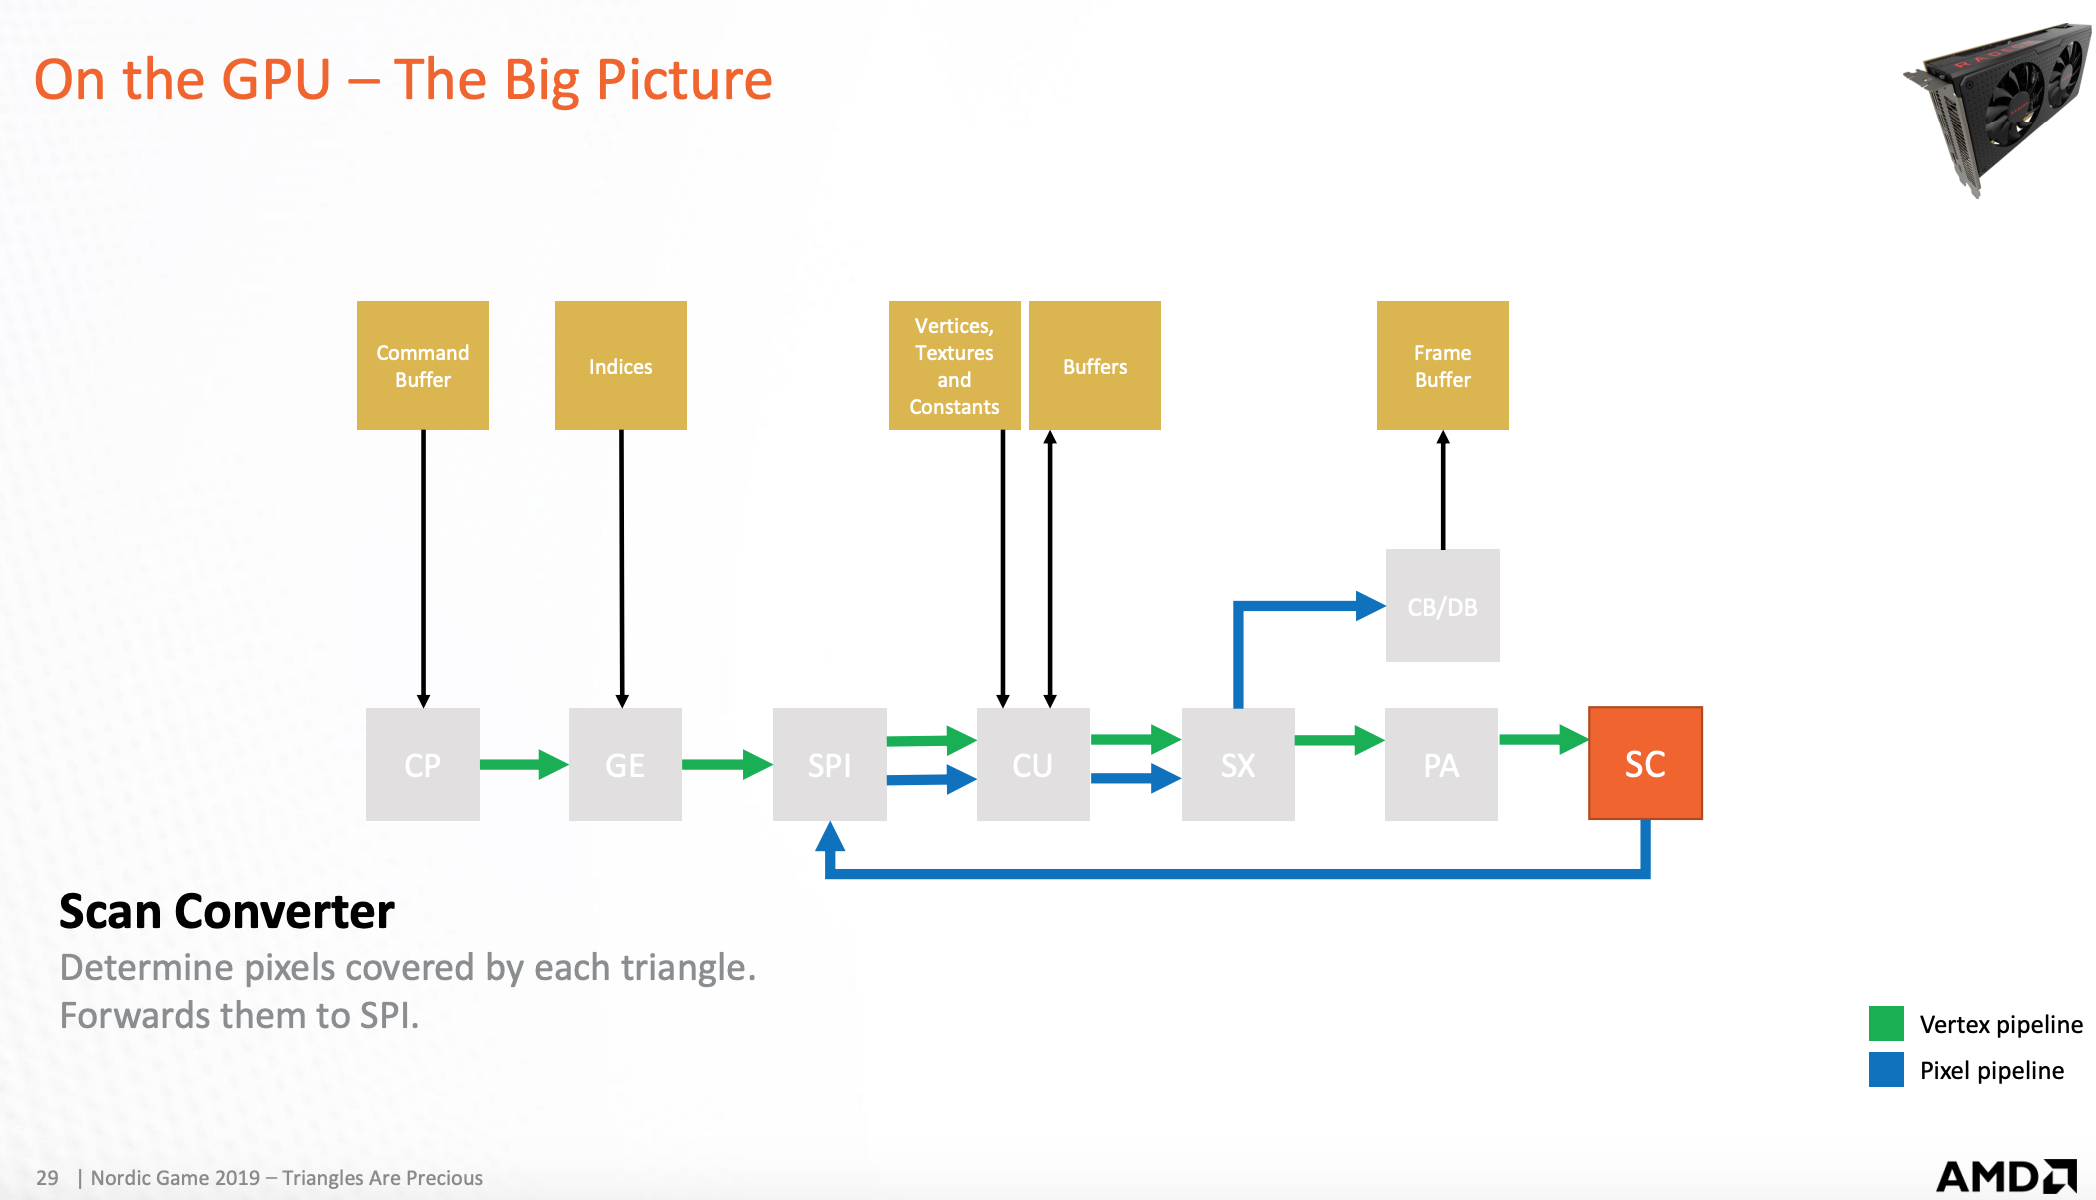 On the GPU – The Big Picture
RADEON
Command
Buffer
Indices
Vertices,
Textures
and
Constants
Buffers
Frame
Buffer
CB/DB
CP
GE
SPI
CU
SX
PA
SC
Scan Converter
Determine pixels covered by each triangle.
Forwards them to SPI.
Vertex pipeline
Pixel pipeline
29 | Nordic Game 2019 – Triangles Are Precious
AMD